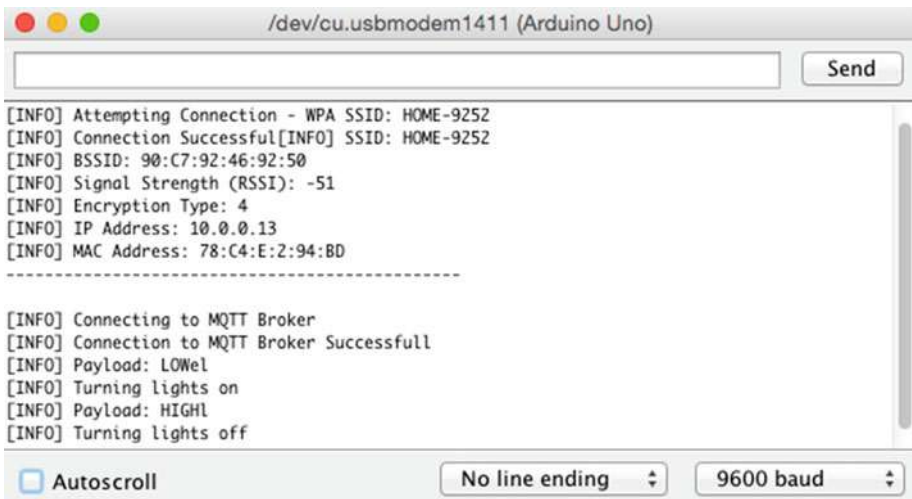 /dev/cu.usbmodem1411 (Arduino Uno)
Send
[INFO] Attempting Connection - WPA SSID: HOME-9252
[INFO] Connection Successful[INFO] SSID: HOME-9252
[INFO] BSSID: 90:C7:92:46:92:50
[INFO] Signal Strength (RSSI): -51
[INFO] Encryption Type: 4
[INFO] IP Address: 10.0.0.13
[INFO] MAC Address: 78:C4:E:2:94:BD
-----------------------------------------------
[INFO] Connecting to MQTT Broker
[INFO] Connection to MQTT Broker Successfull
[INFO] Payload: LOWel
[INFO] Turning lights on
[INFO] Payload: HIGHl
[INFO] Turning lights off
Autoscroll
No line ending
9600 baud